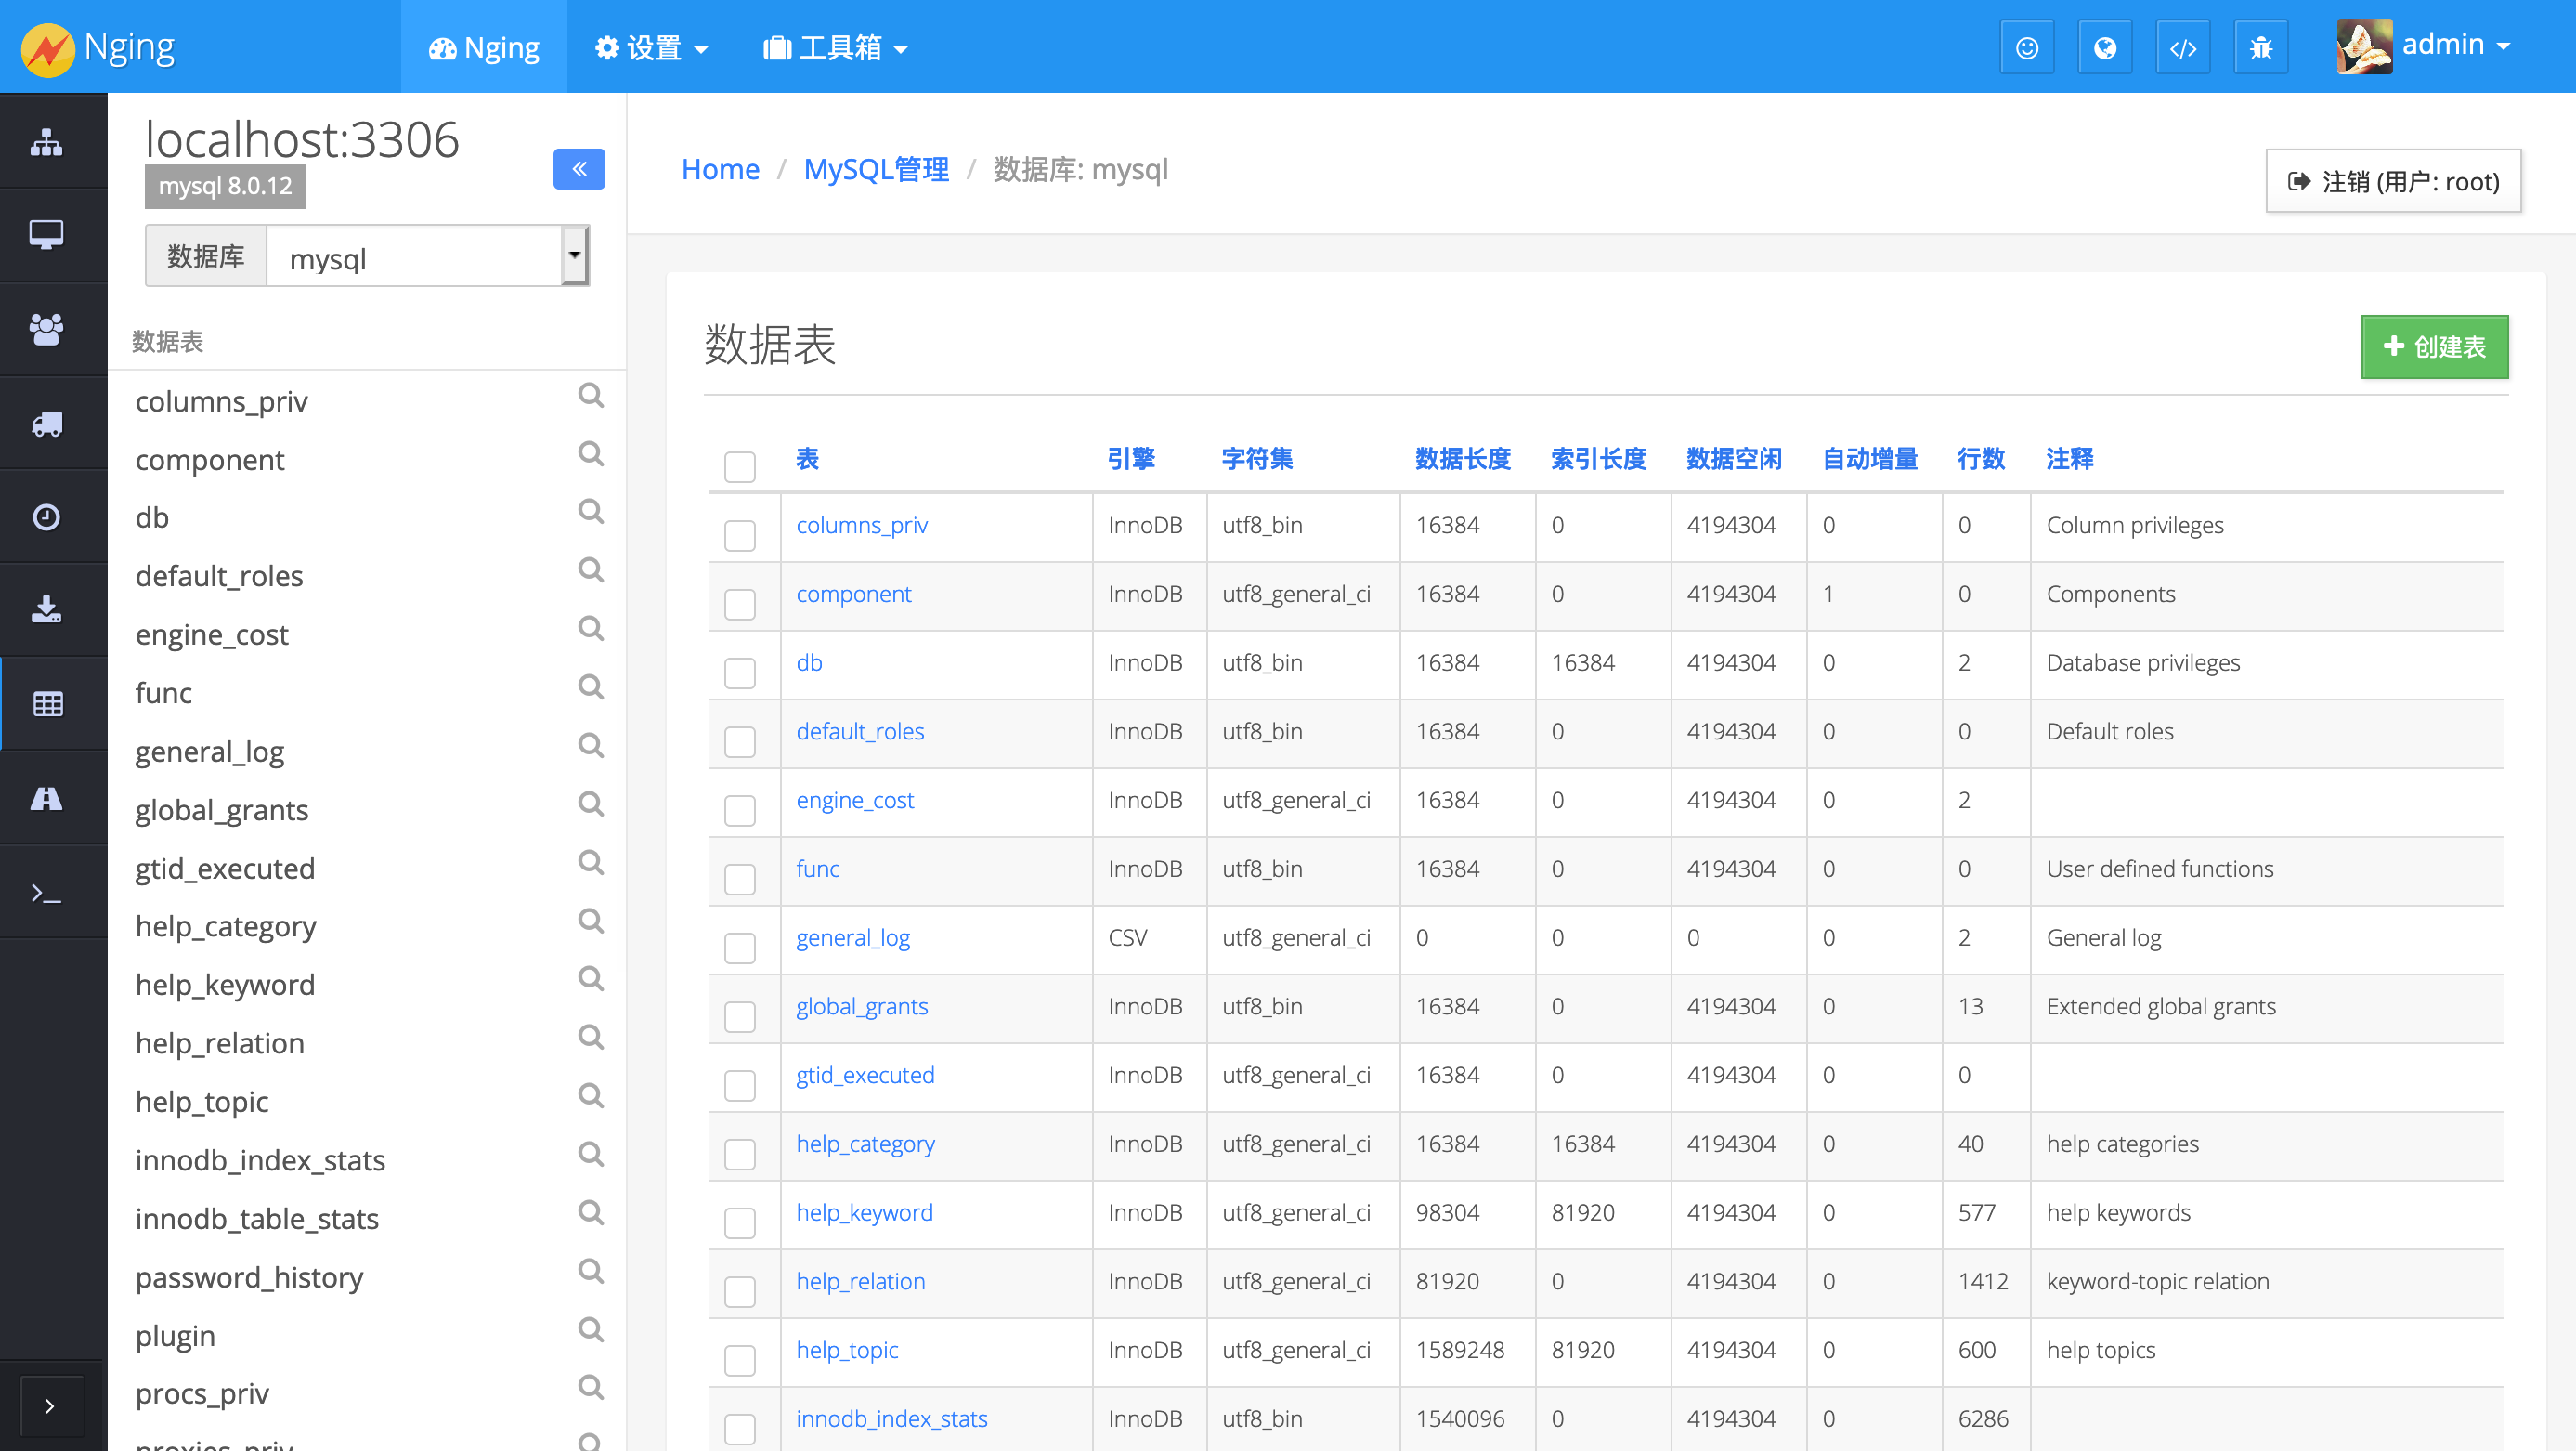 Nging
Nging 设置 工具箱 admin
localhost:3306
mysql 8.0.12
数据库 mysql
数据表
columns_priv
component
db
default_roles
engine_cost
func
general_log
global_grants
gtid_executed
help_category
help_keyword
help_relation
help_topic
innodb_index_stats
innodb_table_stats
password_history
plugin
procs_priv
proxies_priv
Home / MySQL管理 / 数据库: mysql
注销 (用户: root)
数据表
创建表
表 引擎 字符集 数据长度 索引长度 数据空闲 自动增量 行数 注释
columns_priv InnoDB utf8_bin 16384 0 4194304 0 0 Column privileges
component InnoDB utf8_general_ci 16384 0 4194304 1 0 Components
db InnoDB utf8_bin 16384 16384 4194304 0 2 Database privileges
default_roles InnoDB utf8_bin 16384 0 4194304 0 0 Default roles
engine_cost InnoDB utf8_general_ci 16384 0 4194304 0 2
func InnoDB utf8_bin 16384 0 4194304 0 0 User defined functions
general_log CSV utf8_general_ci 0 0 0 0 2 General log
global_grants InnoDB utf8_bin 16384 0 4194304 0 13 Extended global grants
gtid_executed InnoDB utf8_general_ci 16384 0 4194304 0 0
help_category InnoDB utf8_general_ci 16384 16384 4194304 0 40 help categories
help_keyword InnoDB utf8_general_ci 98304 81920 4194304 0 577 help keywords
help_relation InnoDB utf8_general_ci 81920 0 4194304 0 1412 keyword-topic relation
help_topic InnoDB utf8_general_ci 1589248 81920 4194304 0 600 help topics
innodb_index_stats InnoDB utf8_bin 1540096 0 4194304 0 6286